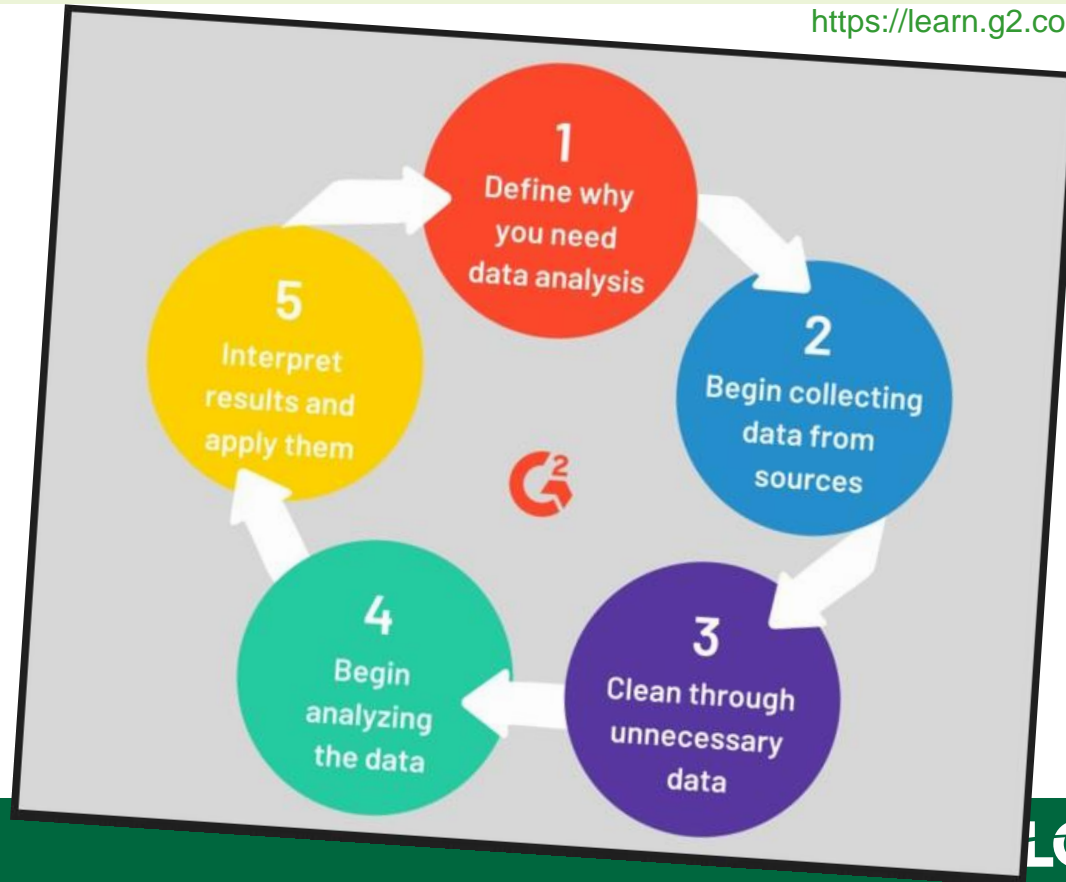 https://learn.g2.co
1
Define why
you need
data analysis
2
Begin collecting
data from
sources
3
Clean through
unnecessary
data
4
Begin
analyzing
the data
5
Interpret
results and
apply them
G2